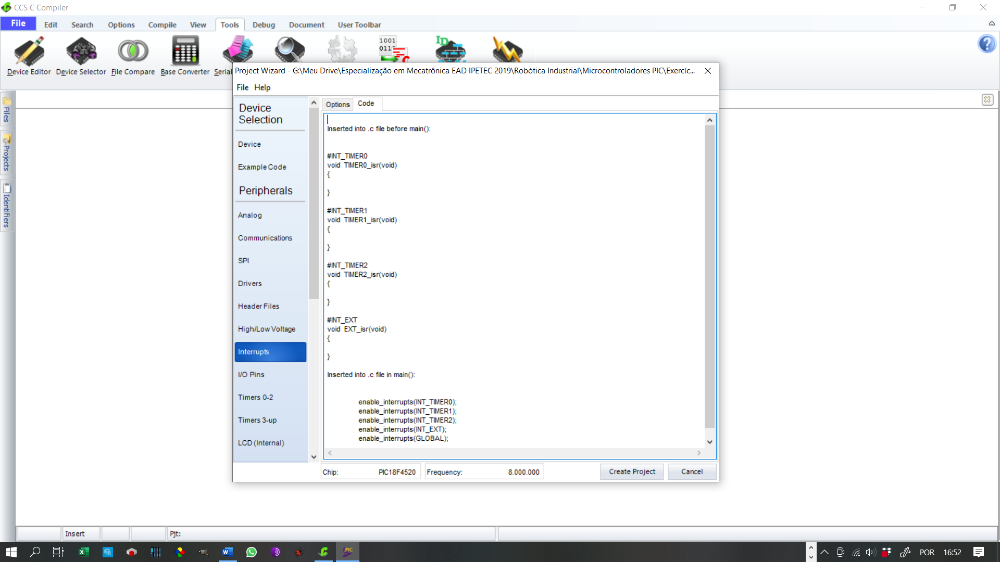 CCS C Compiler
File Edit Search Options Compile View Tools Debug Document User Toolbar
1001
ID
Device Editor Device Selector File Compare Base Converter Serial
Project Wizard - G:\Meu Drive\Especialização em Mecatrônica EAD IPETEC 2019\Robótica Industrial\Microcontroladores PIC\Exercíc...
File Help
Files
Projects
Identifiers
Device
Selection
Device
Example Code
Peripherals
Analog
Communications
SPI
Drivers
Header Files
High/Low Voltage
Interrupts
I/O Pins
Timers 0-2
Timers 3-up
LCD (Internal)
Options Code
Inserted into .c file before main():
#INT_TIMER0
void TIMER0_isr(void)
{
}
#INT_TIMER1
void TIMER1_isr(void)
{
}
#INT_TIMER2
void TIMER2_isr(void)
{
}
#INT_EXT
void EXT_isr(void)
{
}
Inserted into .c file in main():
enable_interrupts(INT_TIMER0);
enable_interrupts(INT_TIMER1);
enable_interrupts(INT_TIMER2);
enable_interrupts(INT_EXT);
enable_interrupts(GLOBAL);
Chip: PIC18F4520 Frequency: 8.000.000 Create Project Cancel
Insert Pjt:
POR 16:52